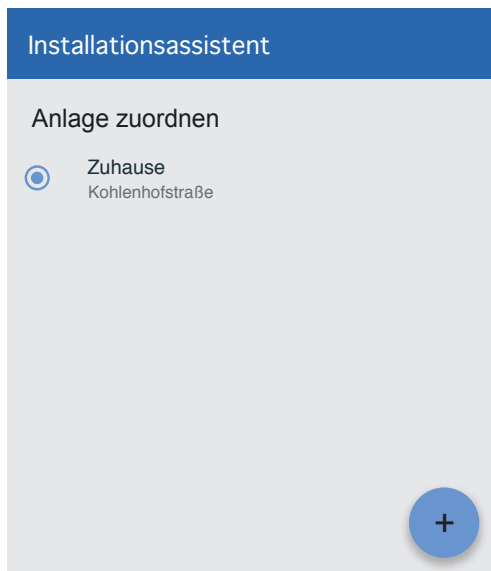 Installationsassistent
Anlage zuordnen
Zuhause
Kohlenhofstraße
+